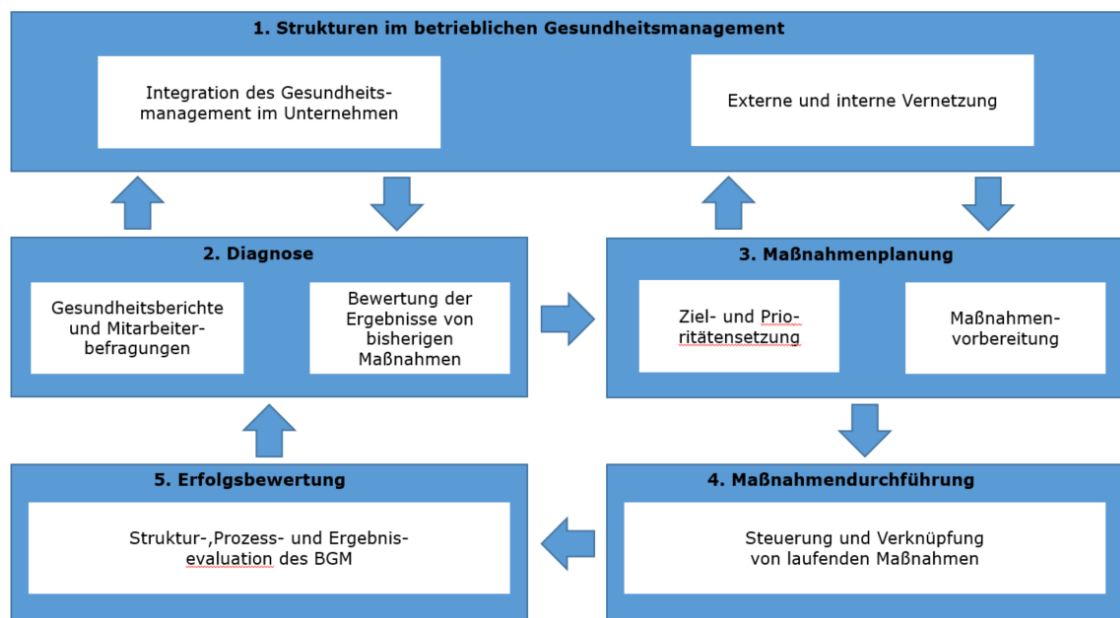 1. Strukturen im betrieblichen Gesundheitsmanagement
Integration des Gesundheits-
management im Unternehmen
Externe und interne Vernetzung
2. Diagnose
Gesundheitsberichte
und Mitarbeiter-
befragungen
Bewertung der
Ergebnisse von
bisherigen
Maßnahmen
3. Maßnahmenplanung
Ziel- und Prio-
ritätensetzung
Maßnahmen-
vorbereitung
5. Erfolgsbewertung
Struktur-,Prozess- und Ergebnis-
evaluation des BGM
4. Maßnahmendurchführung
Steuerung und Verknüpfung
von laufenden Maßnahmen